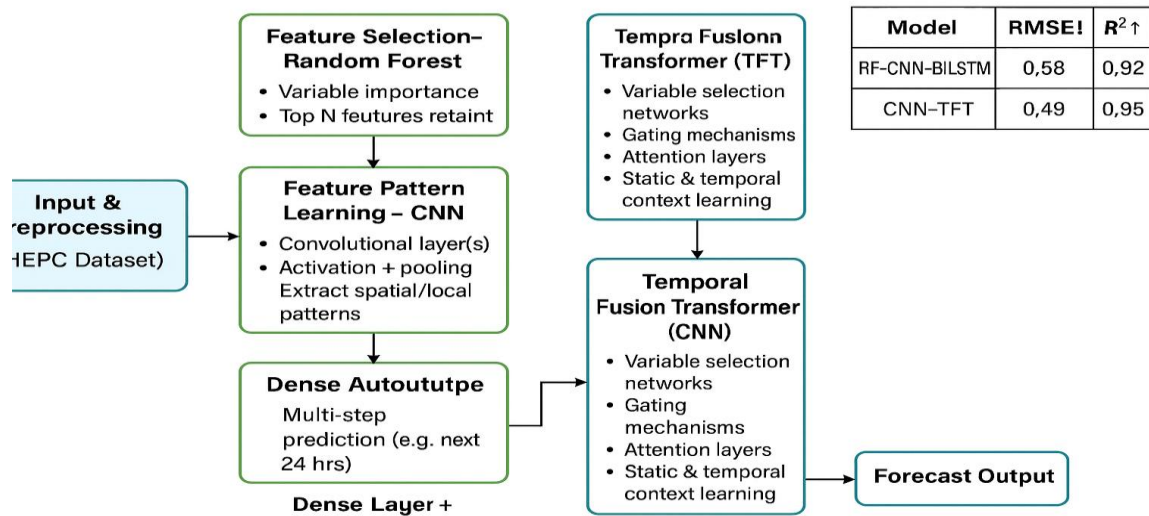 Feature Selection–
Random Forest
• Variable importance
• Top N feutures retaint
Input &
reprocessing
HEPC Dataset)
Feature Pattern
Learning – CNN
• Convolutional layer(s)
• Activation + pooling
Extract spatial/local
patterns
Dense Autoututpe
Multi-step
prediction (e.g. next
24 hrs)
Dense Layer +
Tempra Fuslonn
Transformer (TFT)
• Variable selection
networks
• Gating mechanisms
• Attention layers
• Static & temporal
context learning
Temporal
Fusion Transformer
(CNN)
• Variable selection
networks
• Gating
mechanisms
• Attention layers
• Static & temporal
context learning
Forecast Output
Model RMSE! R²↑
RF-CNN-BILSTM 0,58 0,92
CNN–TFT 0,49 0,95